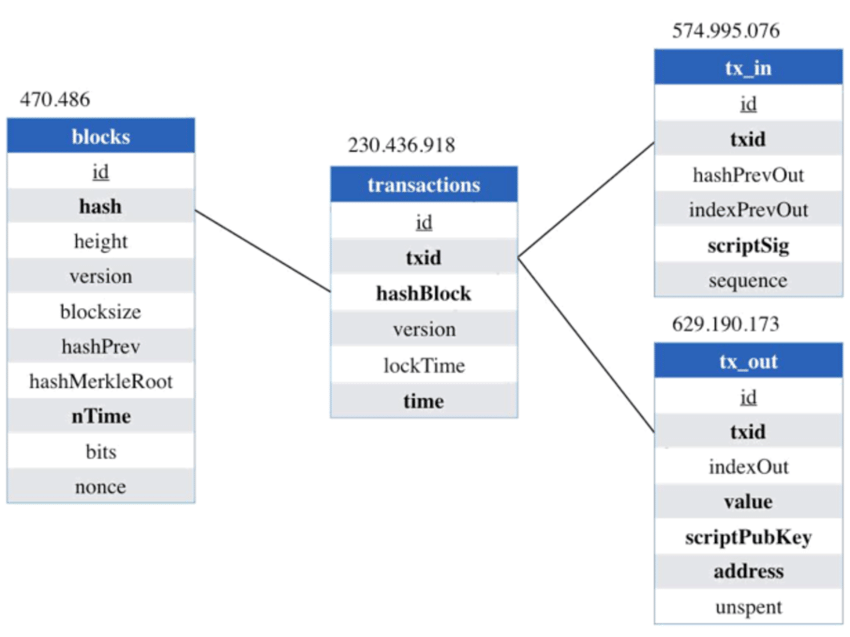 470.486
blocks
id
hash
height
version
blocksize
hashPrev
hashMerkleRoot
nTime
bits
nonce
230.436.918
transactions
id
txid
hashBlock
version
lockTime
time
574.995.076
tx_in
id
txid
hashPrevOut
indexPrevOut
scriptSig
sequence
629.190.173
tx_out
id
txid
indexOut
value
scriptPubKey
address
unspent